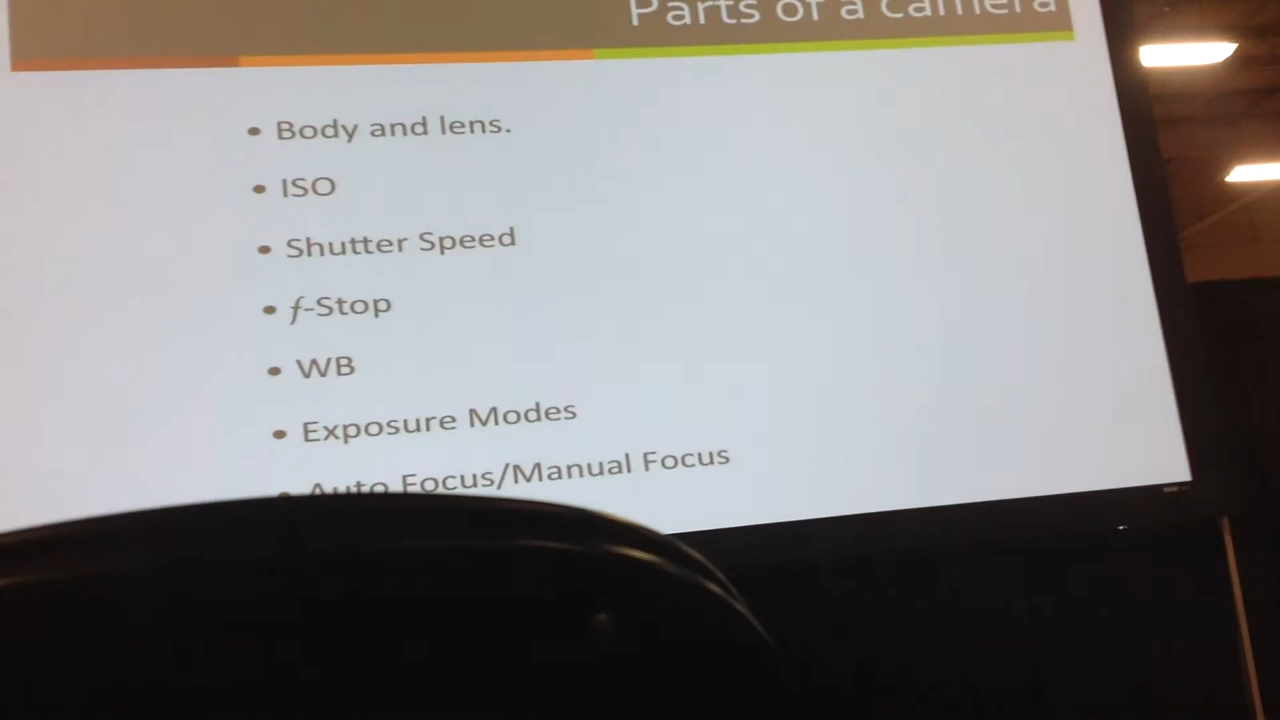 Parts of a camera
• Body and lens.
• ISO
• Shutter Speed
• f-Stop
• WB
• Exposure Modes
• Auto Focus/Manual Focus